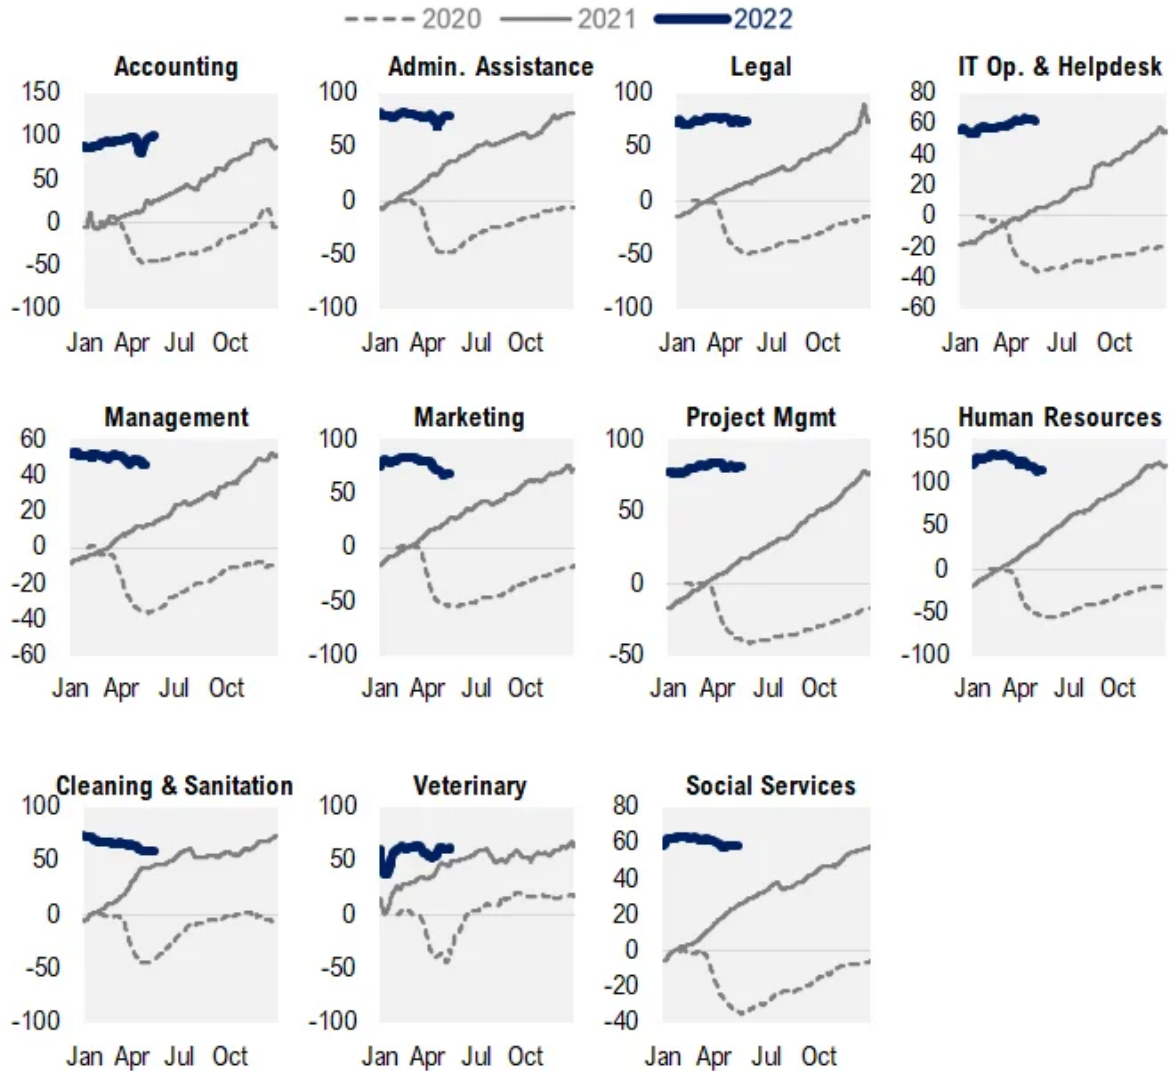 2020 2021 2022
Accounting Admin. Assistance Legal IT Op. & Helpdesk
150 100 100 80
100 50 50 60
50 0 0 40
0 -50 -50 20
-50 -100 -100 0
-100 -20
-40
-60
Jan Apr Jul Oct Jan Apr Jul Oct Jan Apr Jul Oct Jan Apr Jul Oct
Management Marketing Project Mgmt Human Resources
60 100 100 150
40 50 50 100
20 0 0 50
0 -50 -50 0
-20 -100 -50
-40 -100
-60
Jan Apr Jul Oct Jan Apr Jul Oct Jan Apr Jul Oct Jan Apr Jul Oct
Cleaning & Sanitation Veterinary Social Services
100 100 80
50 50 60
0 0 40
-50 -50 20
-100 -100 0
-20
-40
Jan Apr Jul Oct Jan Apr Jul Oct Jan Apr Jul Oct